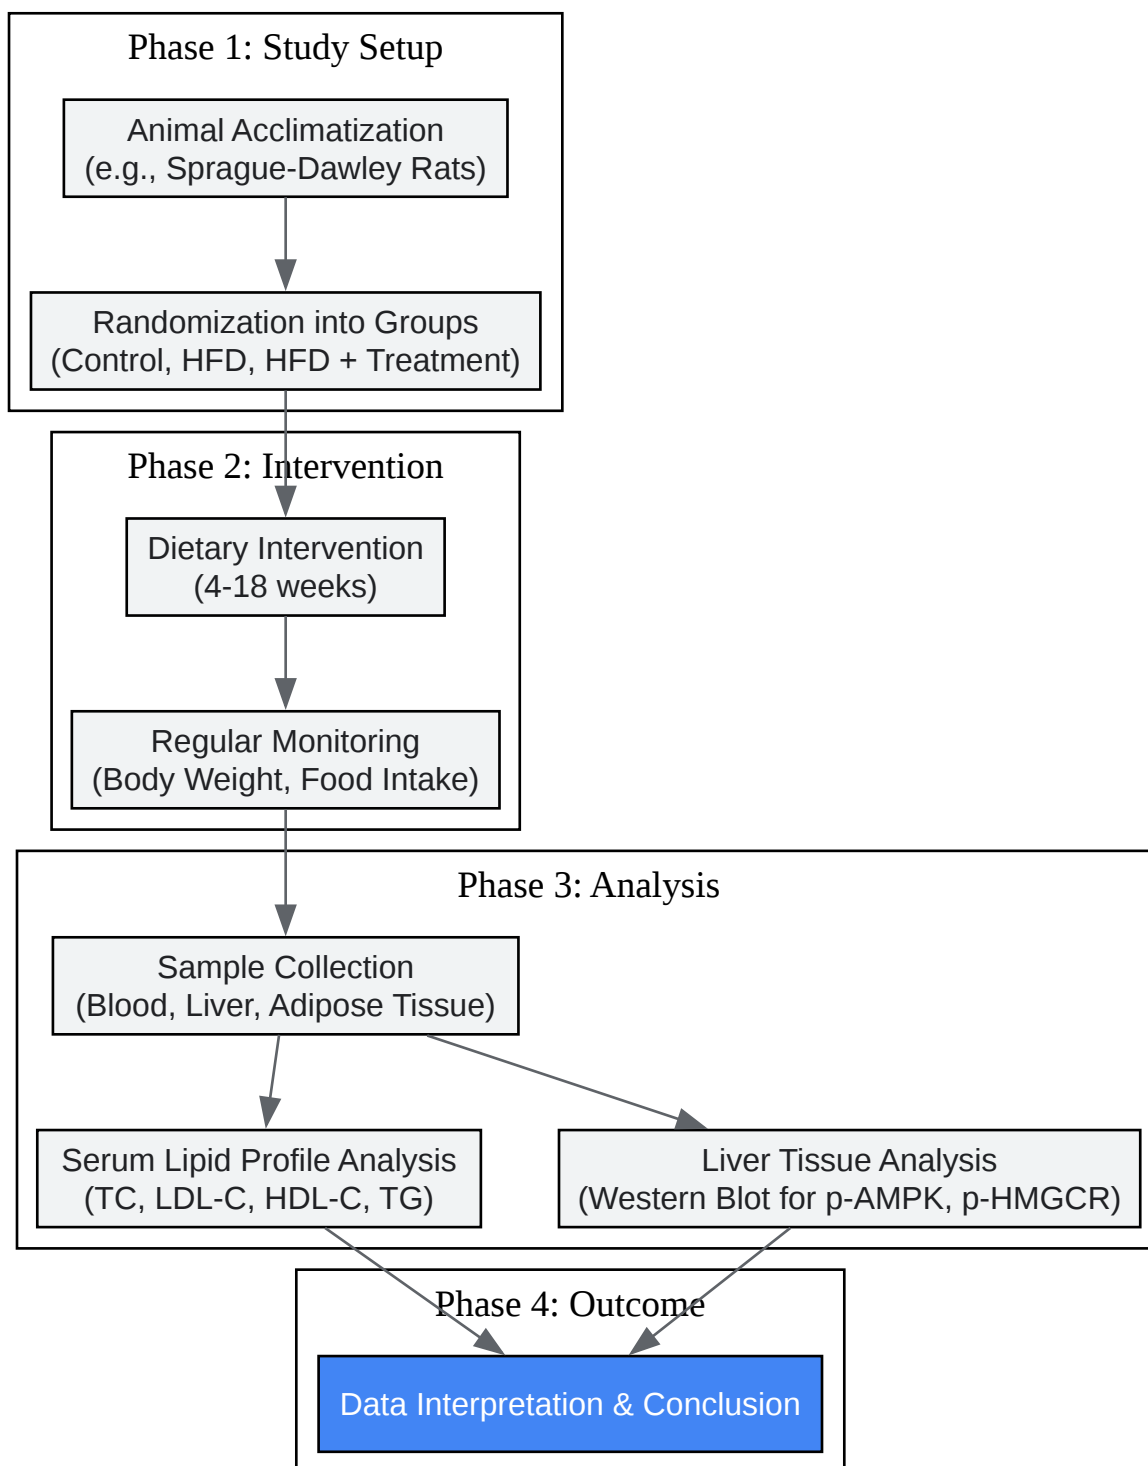 Phase 1: Study Setup
Animal Acclimatization
(e.g., Sprague-Dawley Rats)
Randomization into Groups
(Control, HFD, HFD + Treatment)
Phase 2: Intervention
Dietary Intervention
(4-18 weeks)
Regular Monitoring
(Body Weight, Food Intake)
Phase 3: Analysis
Sample Collection
(Blood, Liver, Adipose Tissue)
Serum Lipid Profile Analysis
(TC, LDL-C, HDL-C, TG)
Liver Tissue Analysis
(Western Blot for p-AMPK, p-HMGCR)
Phase 4: Outcome
Data Interpretation & Conclusion